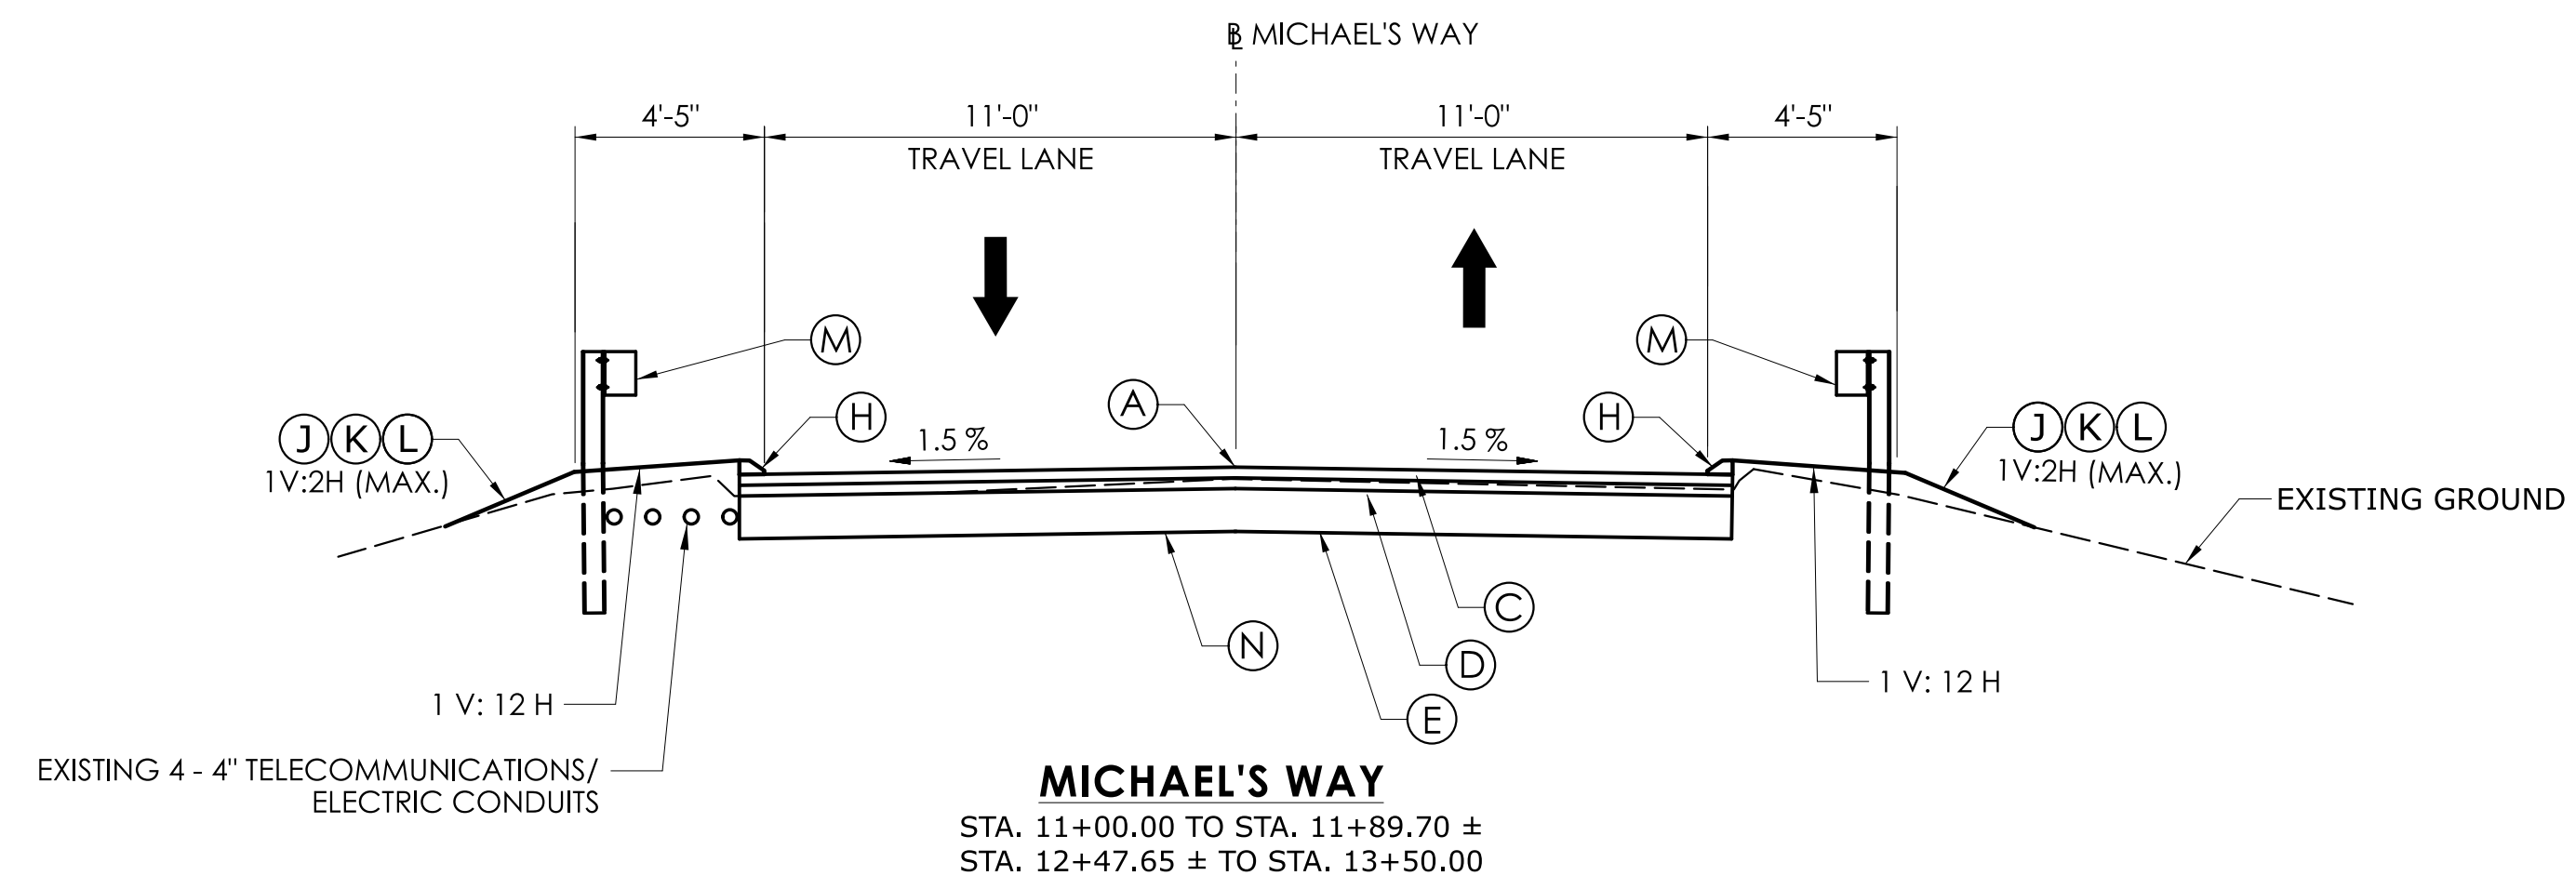 ℄ MICHAEL'S WAY
4'-5" 11'-0" 11'-0" 4'-5"
TRAVEL LANE TRAVEL LANE
M M
J K L H 1.5 % A 1.5 % H J K L
1V:2H (MAX.) 1V:2H (MAX.)
EXISTING GROUND
C
N D
1 V: 12 H E 1 V: 12 H
EXISTING 4 - 4" TELECOMMUNICATIONS/
ELECTRIC CONDUITS
MICHAEL'S WAY
STA. 11+00.00 TO STA. 11+89.70 ±
STA. 12+47.65 ± TO STA. 13+50.00